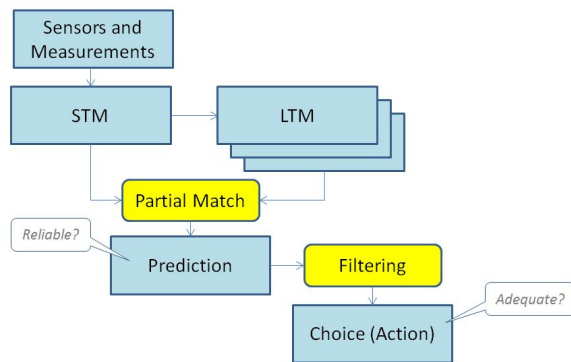 Sensors and
Measurements
STM
LTM
Partial Match
Reliable?
Prediction
Filtering
Adequate?
Choice (Action)